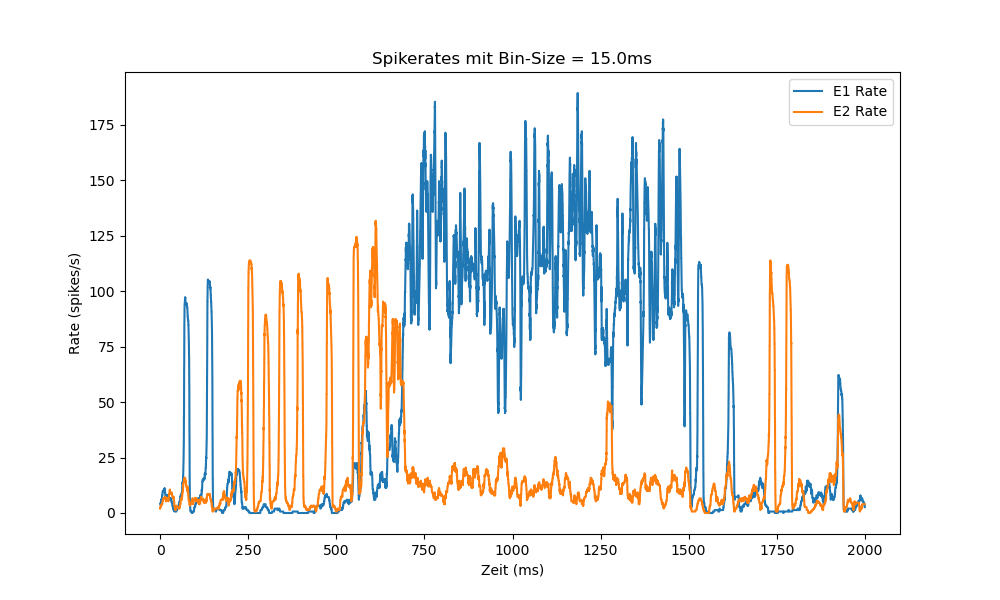 Spikerates mit Bin-Size = 15.0ms
E1 Rate
E2 Rate
Rate (spikes/s)
175
150
125
100
75
50
25
0
0 250 500 750 1000 1250 1500 1750 2000
Zeit (ms)